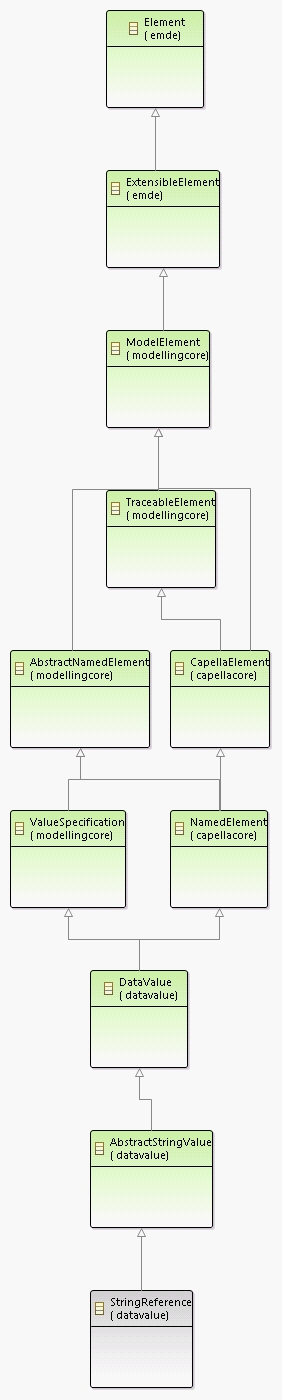 Element
( emde)
ExtensibleElement
( emde)
ModelElement
( modellingcore)
TraceableElement
( modellingcore)
AbstractNamedElement
( modellingcore)
CapellaElement
( capellacore)
ValueSpecification
( modellingcore)
NamedElement
( capellacore)
DataValue
( datavalue)
AbstractStringValue
( datavalue)
StringReference
( datavalue)